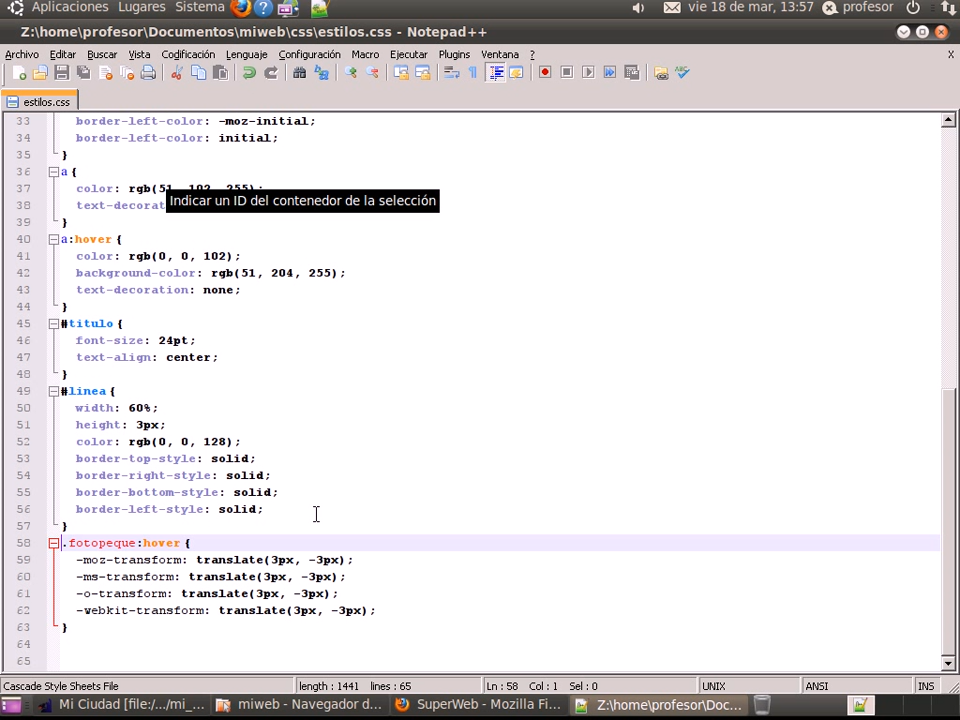 Aplicaciones Lugares Sistema vie 18 de mar, 13:57 profesor
Z:\home\profesor\Documentos\miweb\css\estilos.css - Notepad++
Archivo Editar Buscar Vista Codificación Lenguaje Configuración Macro Ejecutar Plugins Ventana ? X
estilos.css
33 border-left-color: -moz-initial;
34 border-left-color: initial;
35 }
36 a {
37 color: rgb(51, 102, 255);
38 text-decorat
Indicar un ID del contenedor de la selección
39 }
40 a:hover {
41 color: rgb(0, 0, 102);
42 background-color: rgb(51, 204, 255);
43 text-decoration: none;
44 }
45 #titulo {
46 font-size: 24pt;
47 text-align: center;
48 }
49 #linea {
50 width: 60%;
51 height: 3px;
52 color: rgb(0, 0, 128);
53 border-top-style: solid;
54 border-right-style: solid;
55 border-bottom-style: solid;
56 border-left-style: solid;
57 }
58 .fotopeque:hover {
59 -moz-transform: translate(3px, -3px);
60 -ms-transform: translate(3px, -3px);
61 -o-transform: translate(3px, -3px);
62 -webkit-transform: translate(3px, -3px);
63 }
64
65
Cascade Style Sheets File length : 1441 lines : 65 Ln : 58 Col : 1 Sel : 0 UNIX ANSI INS
Mi Ciudad [file:/.../mi_... miweb - Navegador d... SuperWeb - Mozilla Fi... Z:\home\profesor\Doc...